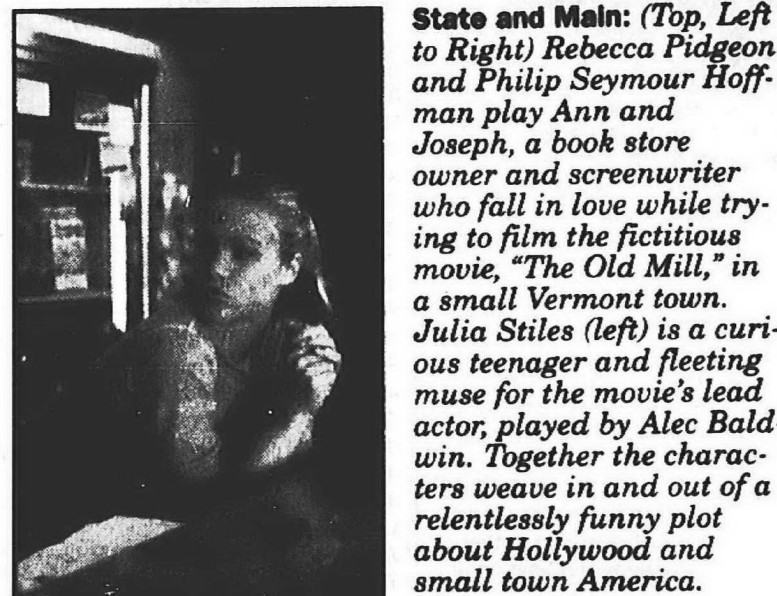 State and Main: (Top, Left
to Right) Rebecca Pidgeon
and Philip Seymour Hoff-
man play Ann and
Joseph, a book store
owner and screenwriter
who fall in love while try-
ing to film the fictitious
movie, “The Old Mill,” in
a small Vermont town.
Julia Stiles (left) is a curi-
ous teenager and fleeting
muse for the movie’s lead
actor, played by Alec Bald-
win. Together the charac-
ters weave in and out of a
relentlessly funny plot
about Hollywood and
small town America.